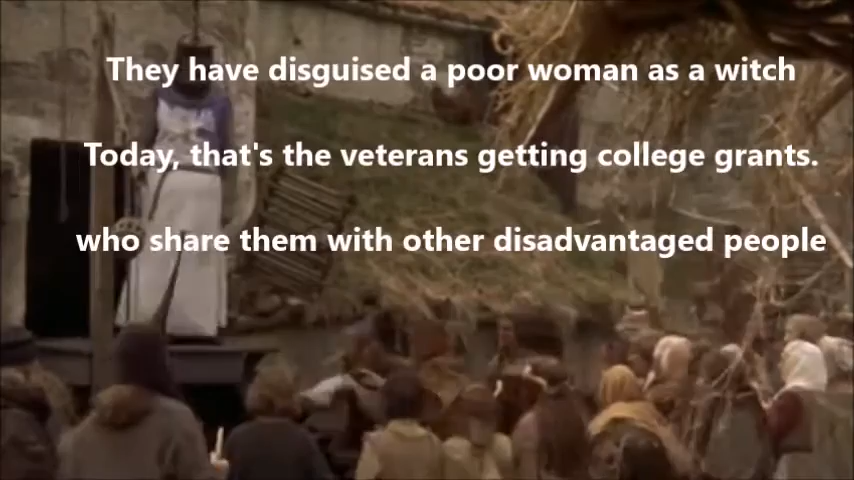 They have disguised a poor woman as a witch
Today, that's the veterans getting college grants.
who share them with other disadvantaged people